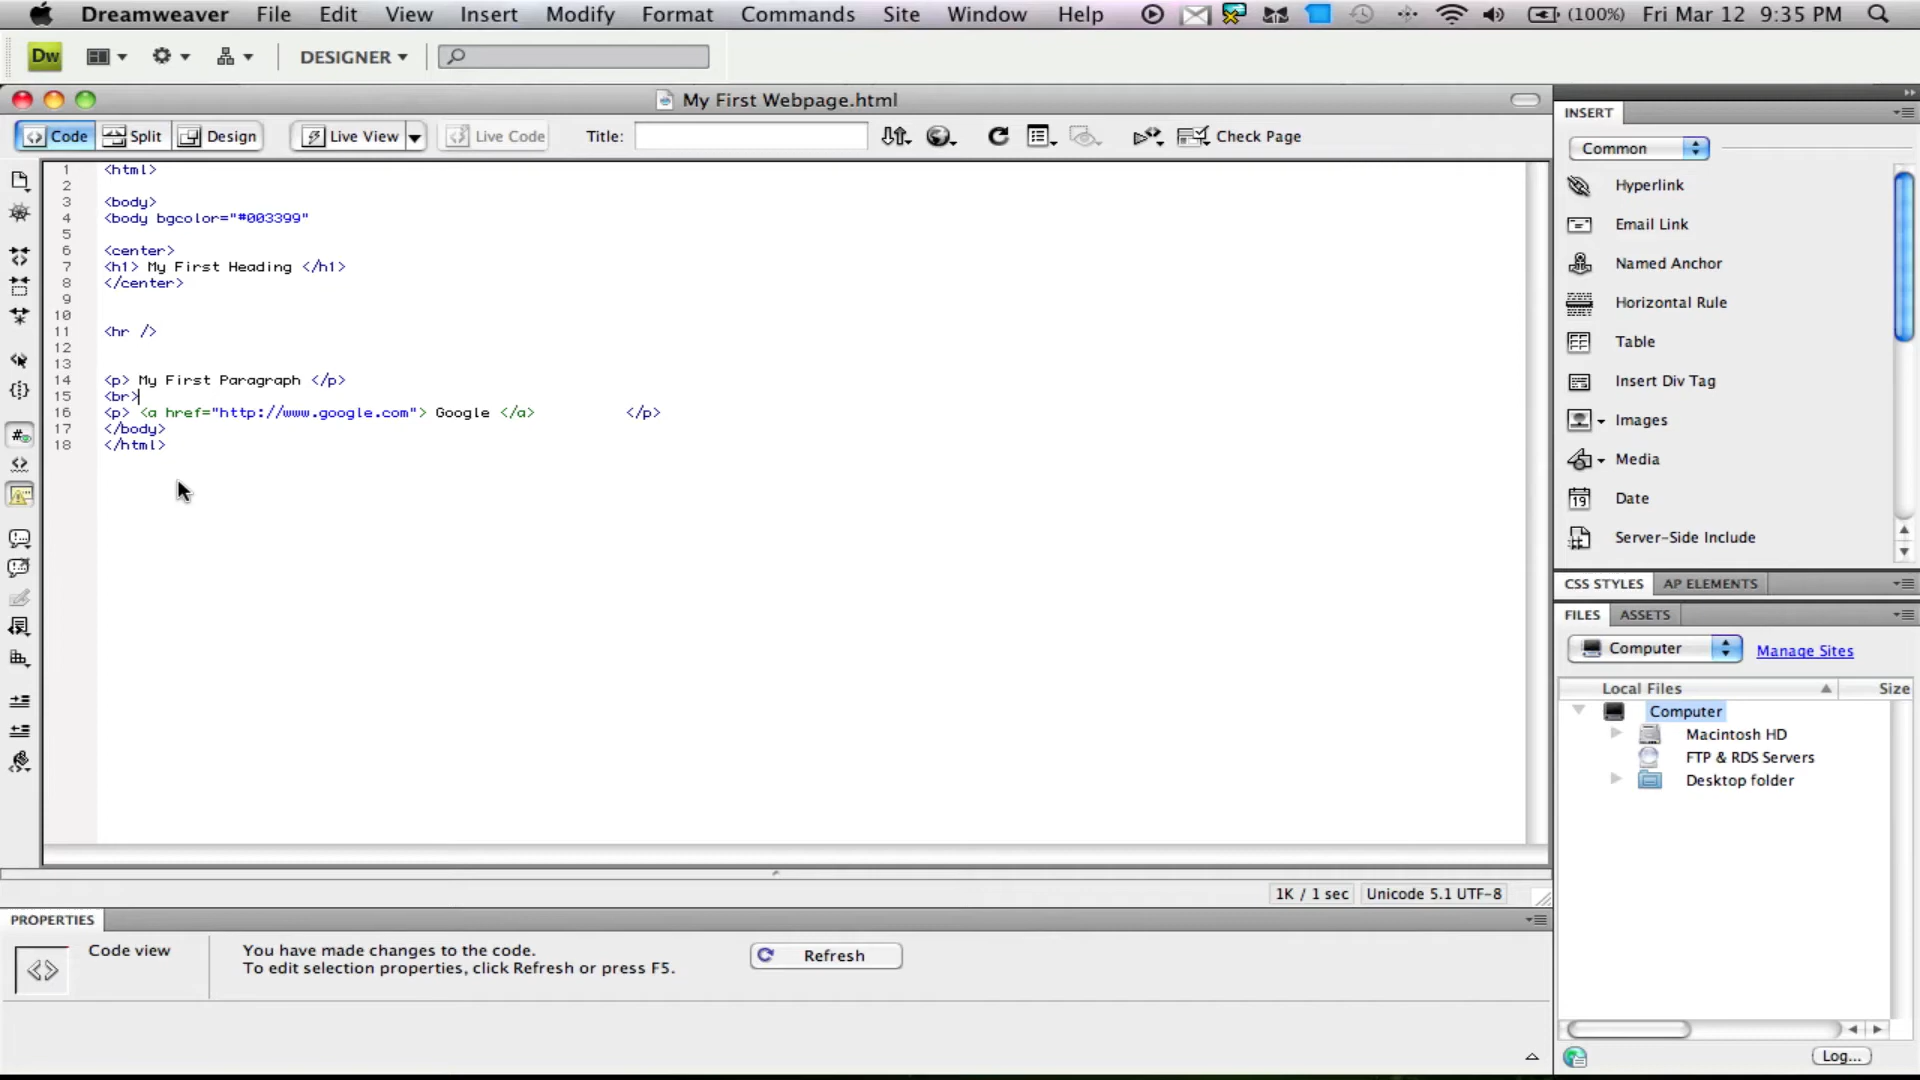 Dreamweaver File Edit View Insert Modify Format Commands Site Window Help (100%) Fri Mar 12 9:35 PM
Dw DESIGNER
My First Webpage.html
Code Split Design Live View Live Code Title: Check Page
1 <html>
2
3 <body>
4 <body bgcolor="#003399"
5
6 <center>
7 <h1> My First Heading </h1>
8 </center>
9
10
11 <hr />
12
13
14 <p> My First Paragraph </p>
15 <br>
16 <p> <a href="http://www.google.com"> Google </a> </p>
17 </body>
18 </html>
1K / 1 sec Unicode 5.1 UTF-8
PROPERTIES
Code view
You have made changes to the code.
To edit selection properties, click Refresh or press F5.
Refresh
INSERT
Common
Hyperlink
Email Link
Named Anchor
Horizontal Rule
Table
Insert Div Tag
Images
Media
19 Date
Server-Side Include
CSS STYLES AP ELEMENTS
FILES ASSETS
Computer Manage Sites
Local Files Size
Computer
Macintosh HD
FTP & RDS Servers
Desktop folder
Log...